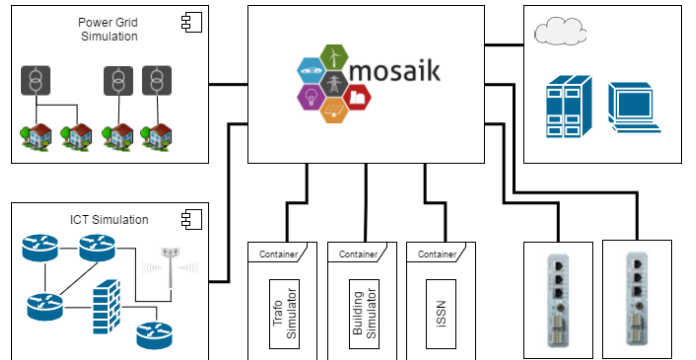 Power Grid
Simulation
mosaik
ICT Simulation
Container
Trafo
Simulator
Container
Building
Simulator
Container
iSSN